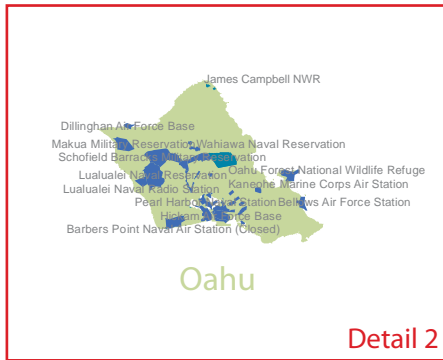 James Campbell NWR
Dillinghan Air Force Base
Makua Military Reservation
Wahiawa Naval Reservation
Schofield Barracks Military Reservation
Oahu Forest National Wildlife Refuge
Lualualei Naval Reservation
Kaneohe Marine Corps Air Station
Lualualei Naval Radio Station
Pearl Harbor Naval Station
Bellows Air Force Station
Hickam Air Force Base
Barbers Point Naval Air Station (Closed)
Oahu
Detail 2